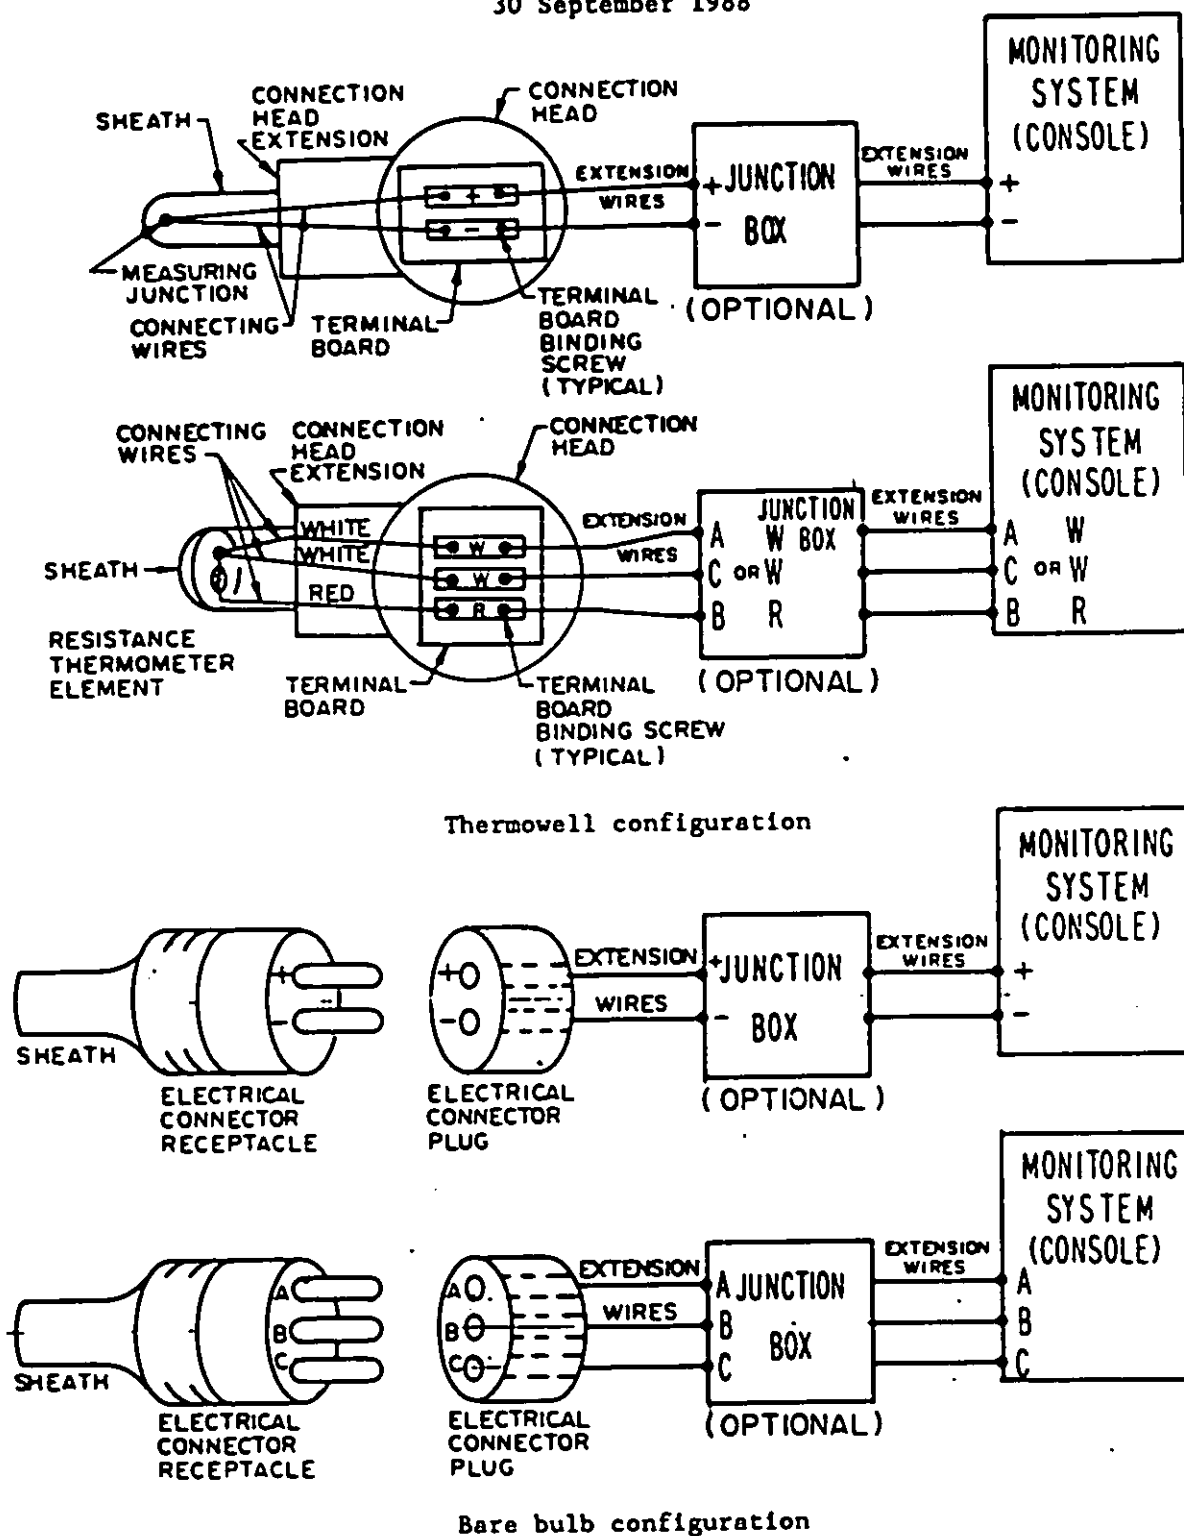 30 September 1988
CONNECTION
HEAD
EXTENSION
SHEATH
CONNECTION
HEAD
MONITORING
SYSTEM
(CONSOLE)
EXTENSION
WIRES
+ JUNCTION
- BOX
EXTENSION
WIRES
+
-
+
-
MEASURING
JUNCTION
CONNECTING
WIRES
TERMINAL
BOARD
TERMINAL
BOARD
BINDING
SCREW
(TYPICAL)
(OPTIONAL)
CONNECTING
WIRES
CONNECTION
HEAD
EXTENSION
CONNECTION
HEAD
MONITORING
SYSTEM
(CONSOLE)
WHITE
WHITE
RED
W
W
R
EXTENSION
WIRES
JUNCTION
BOX
A W
C OR W
B R
EXTENSION
WIRES
A W
C OR W
B R
SHEATH
RESISTANCE
THERMOMETER
ELEMENT
TERMINAL
BOARD
TERMINAL
BOARD
BINDING SCREW
(TYPICAL)
(OPTIONAL)
Thermowell configuration
MONITORING
SYSTEM
(CONSOLE)
+
-
+
-
EXTENSION
WIRES
+ JUNCTION
- BOX
EXTENSION
WIRES
+
-
SHEATH
ELECTRICAL
CONNECTOR
RECEPTACLE
ELECTRICAL
CONNECTOR
PLUG
(OPTIONAL)
MONITORING
SYSTEM
(CONSOLE)
A
B
C
A
B
C
EXTENSION
WIRES
A JUNCTION
B
BOX
C
EXTENSION
WIRES
A
B
C
SHEATH
ELECTRICAL
CONNECTOR
RECEPTACLE
ELECTRICAL
CONNECTOR
PLUG
(OPTIONAL)
Bare bulb configuration